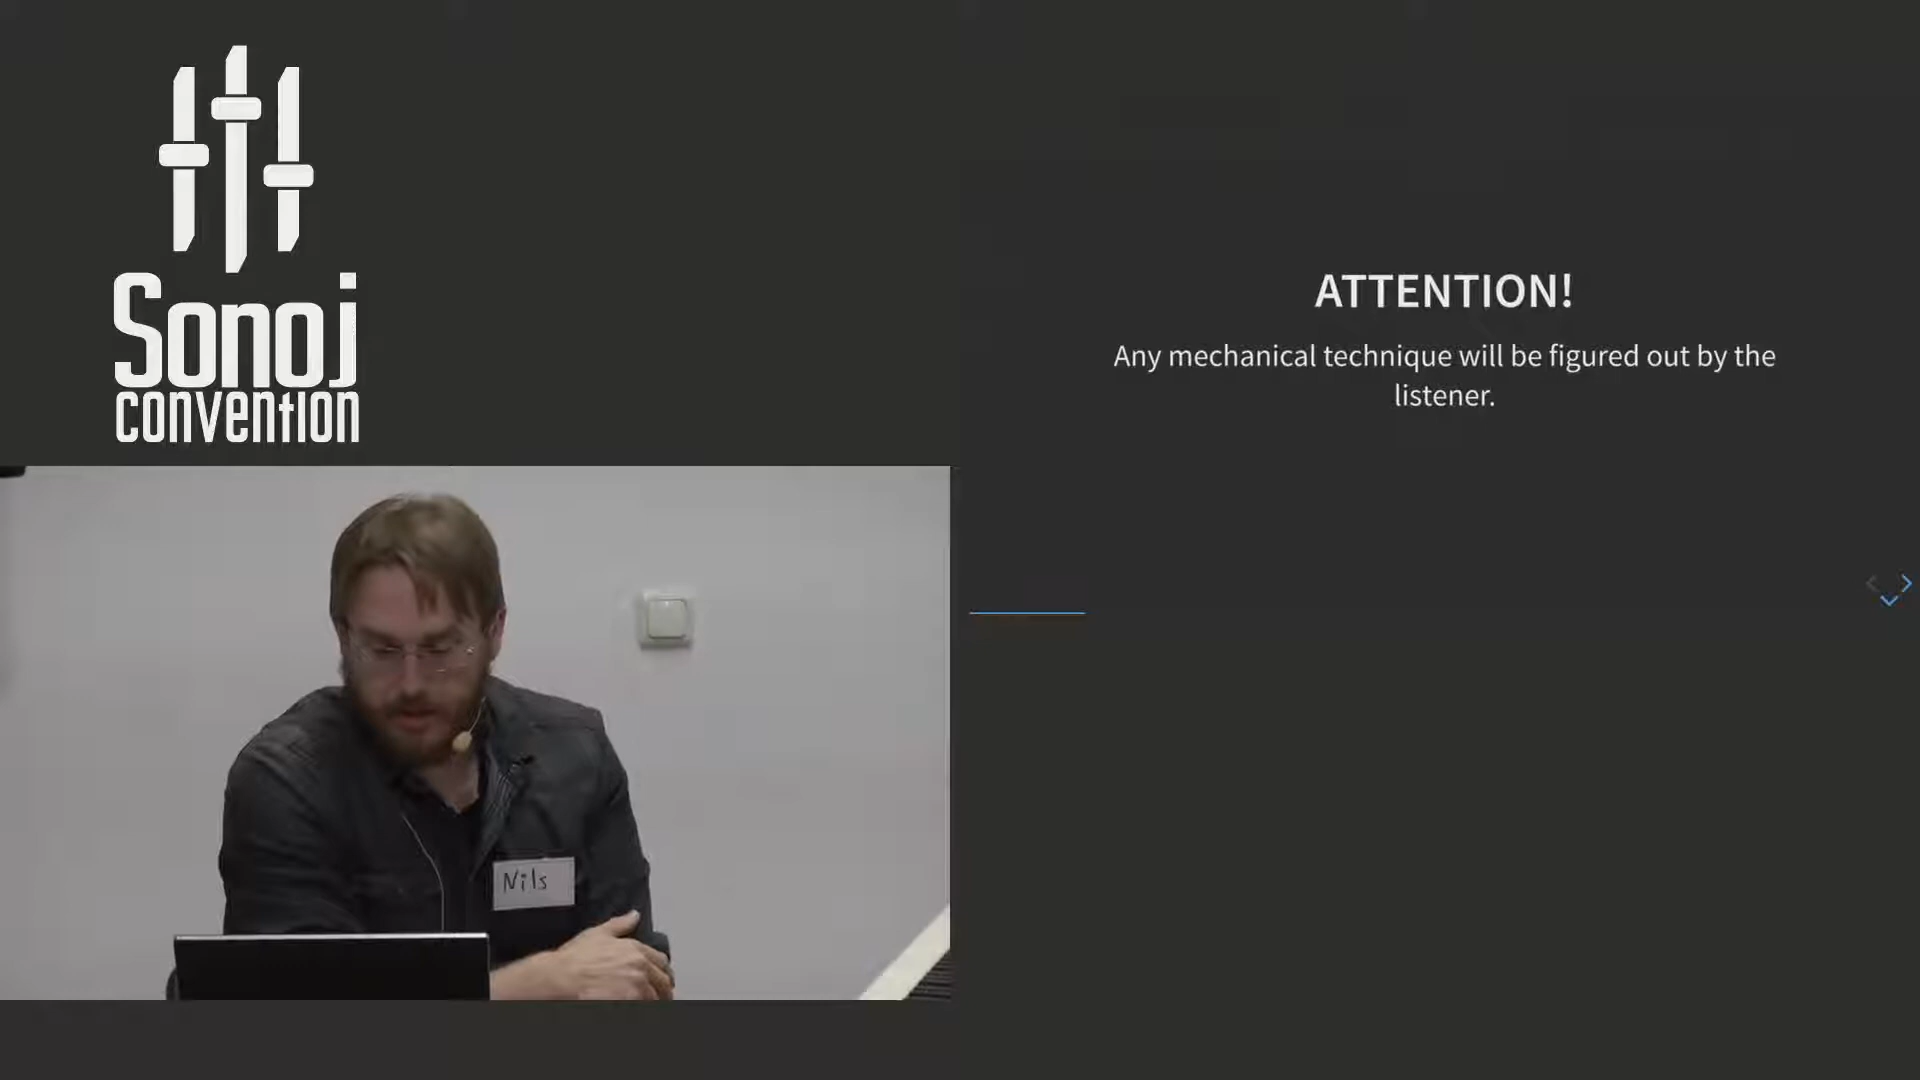 Sonoj
convention
ATTENTION!
Any mechanical technique will be figured out by the
listener.
Nils